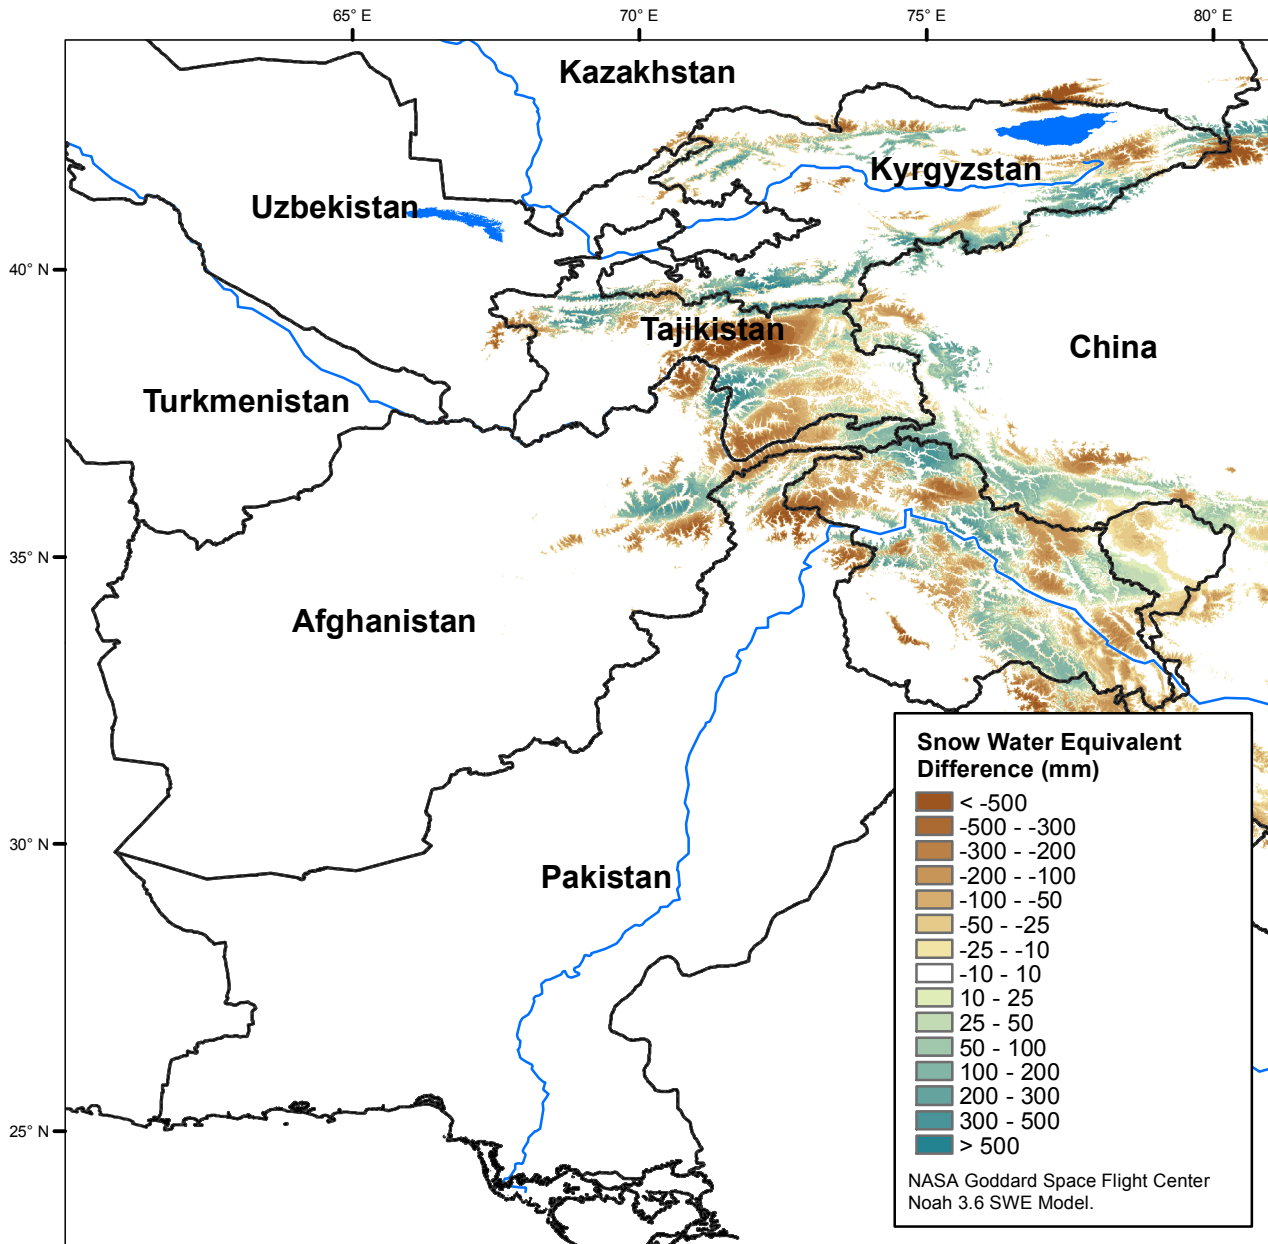 65° E
70° E
75° E
80° E
Kazakhstan
Kyrgyzstan
Uzbekistan
40° N
Tajikistan
China
Turkmenistan
35° N
Afghanistan
30° N
Pakistan
25° N
Snow Water Equivalent
Difference (mm)
< -500
-500 - -300
-300 - -200
-200 - -100
-100 - -50
-50 - -25
-25 - -10
-10 - 10
10 - 25
25 - 50
50 - 100
100 - 200
200 - 300
300 - 500
> 500
NASA Goddard Space Flight Center
Noah 3.6 SWE Model.